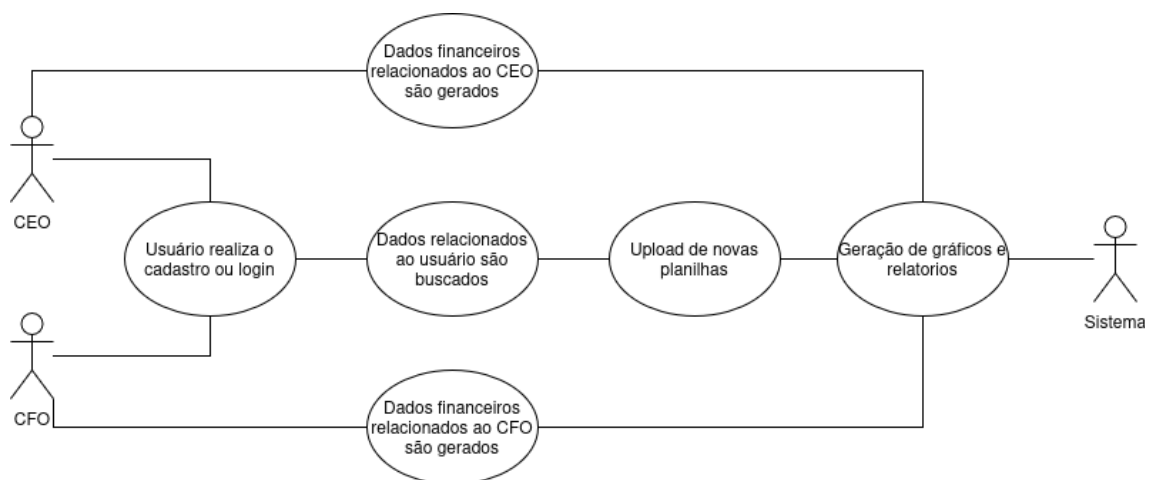 Dados financeiros
relacionados ao CEO
são gerados
CEO
Usuário realiza o
cadastro ou login
Dados relacionados
ao usuário são
buscados
Upload de novas
planilhas
Geração de gráficos e
relatorios
Sistema
CFO
Dados financeiros
relacionados ao CFO
são gerados